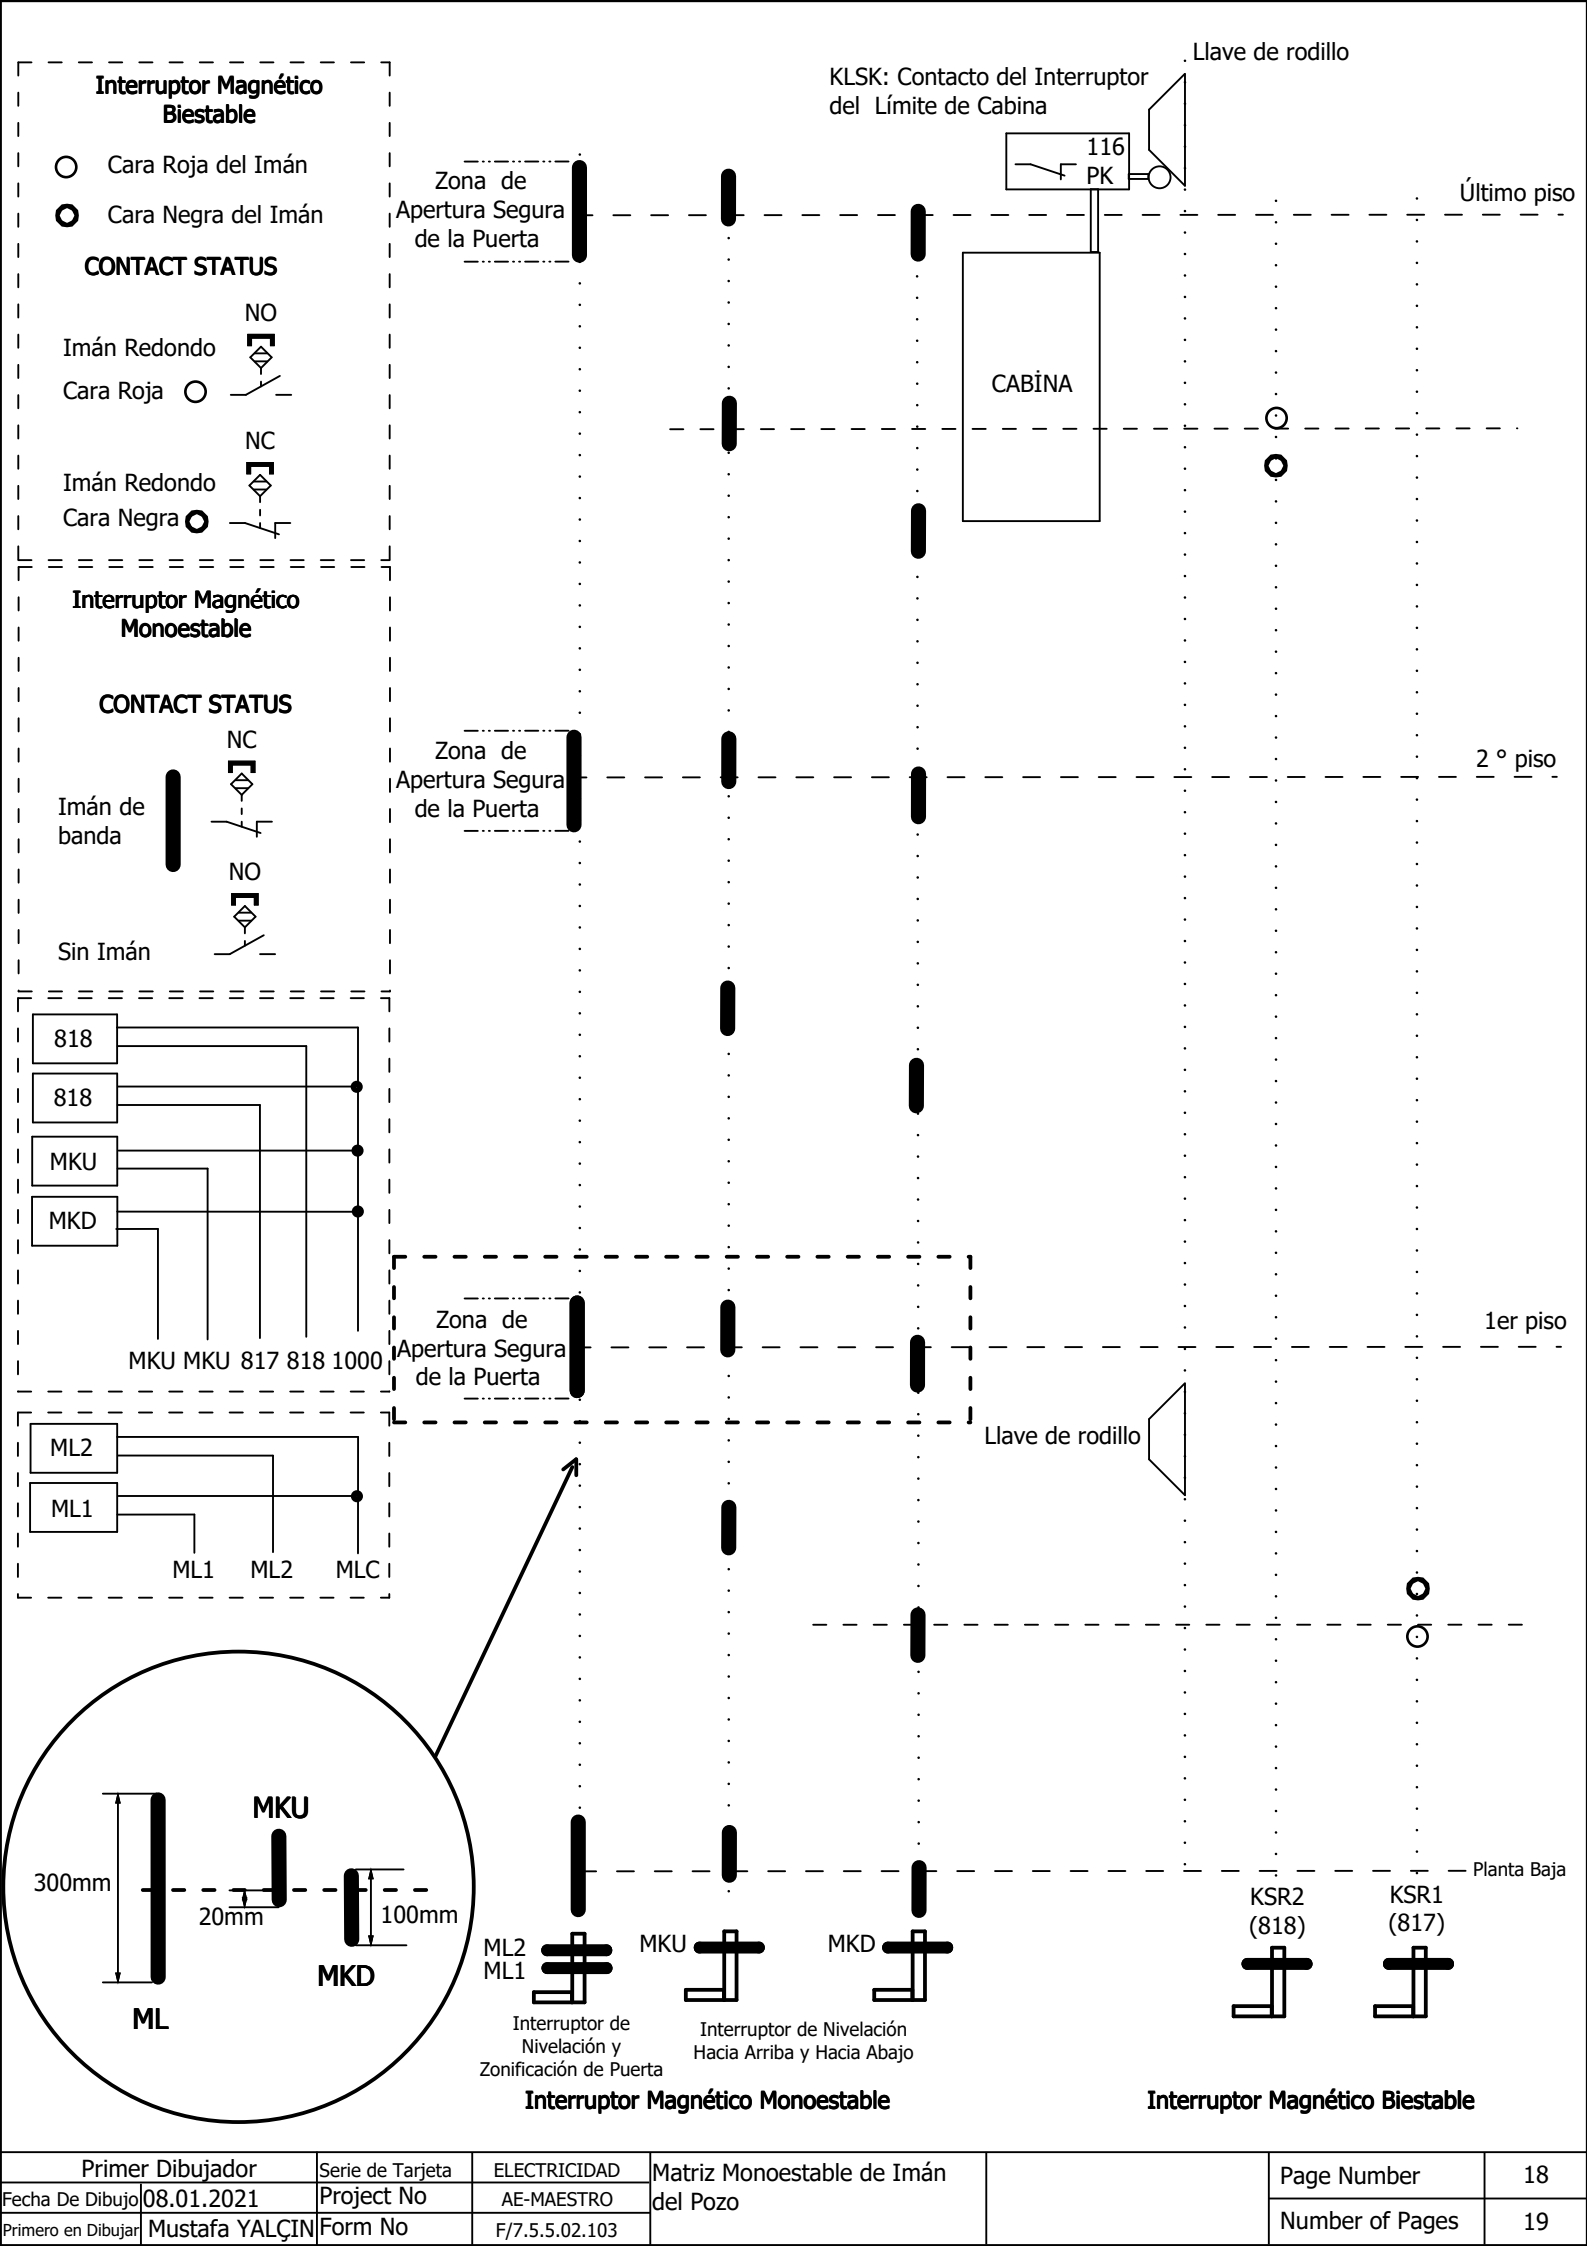 Interruptor Magnético
Biestable
Cara Roja del Imán
Cara Negra del Imán
CONTACT STATUS
NO
Imán Redondo
Cara Roja
NC
Imán Redondo
Cara Negra
Interruptor Magnético
Monoestable
CONTACT STATUS
NC
Imán de
banda
NO
Sin Imán
818
818
MKU
MKD
MKU MKU 817 818 1000
ML2
ML1
ML1 ML2 MLC
Llave de rodillo
KLSK: Contacto del Interruptor
del Límite de Cabina
116
PK
Zona de
Apertura Segura
de la Puerta
Último piso
CABİNA
Zona de
Apertura Segura
de la Puerta
2 ° piso
Zona de
Apertura Segura
de la Puerta
1er piso
Llave de rodillo
MKU
300mm
20mm
100mm
MKD
ML
Planta Baja
KSR2
(818)
KSR1
(817)
ML2
ML1
MKU
MKD
Interruptor de
Nivelación y
Zonificación de Puerta
Interruptor de Nivelación
Hacia Arriba y Hacia Abajo
Interruptor Magnético Monoestable
Interruptor Magnético Biestable
Primer Dibujador
Serie de Tarjeta
ELECTRICIDAD
Matriz Monoestable de Imán
del Pozo
Page Number
18
Fecha De Dibujo
08.01.2021
Project No
AE-MAESTRO
Primero en Dibujar
Mustafa YALÇIN
Form No
F/7.5.5.02.103
Number of Pages
19